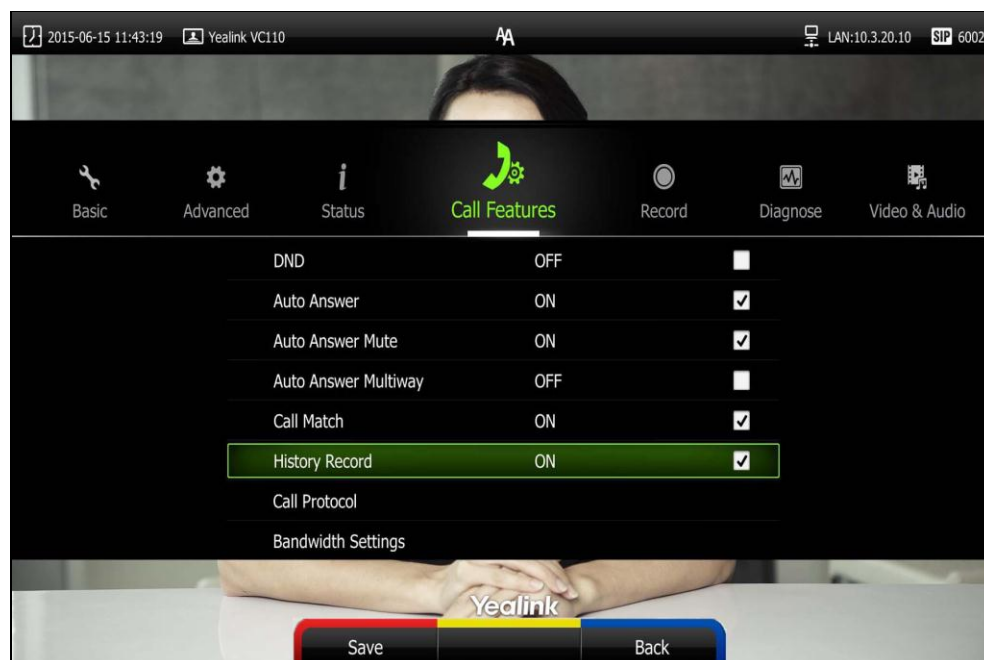 2015-06-15 11:43:19 Yealink VC110 AA LAN:10.3.20.10 SIP 6002
Basic Advanced Status Call Features Record Diagnose Video & Audio
DND OFF
Auto Answer ON
Auto Answer Mute ON
Auto Answer Multiway OFF
Call Match ON
History Record ON
Call Protocol
Bandwidth Settings
Yealink
Save Back